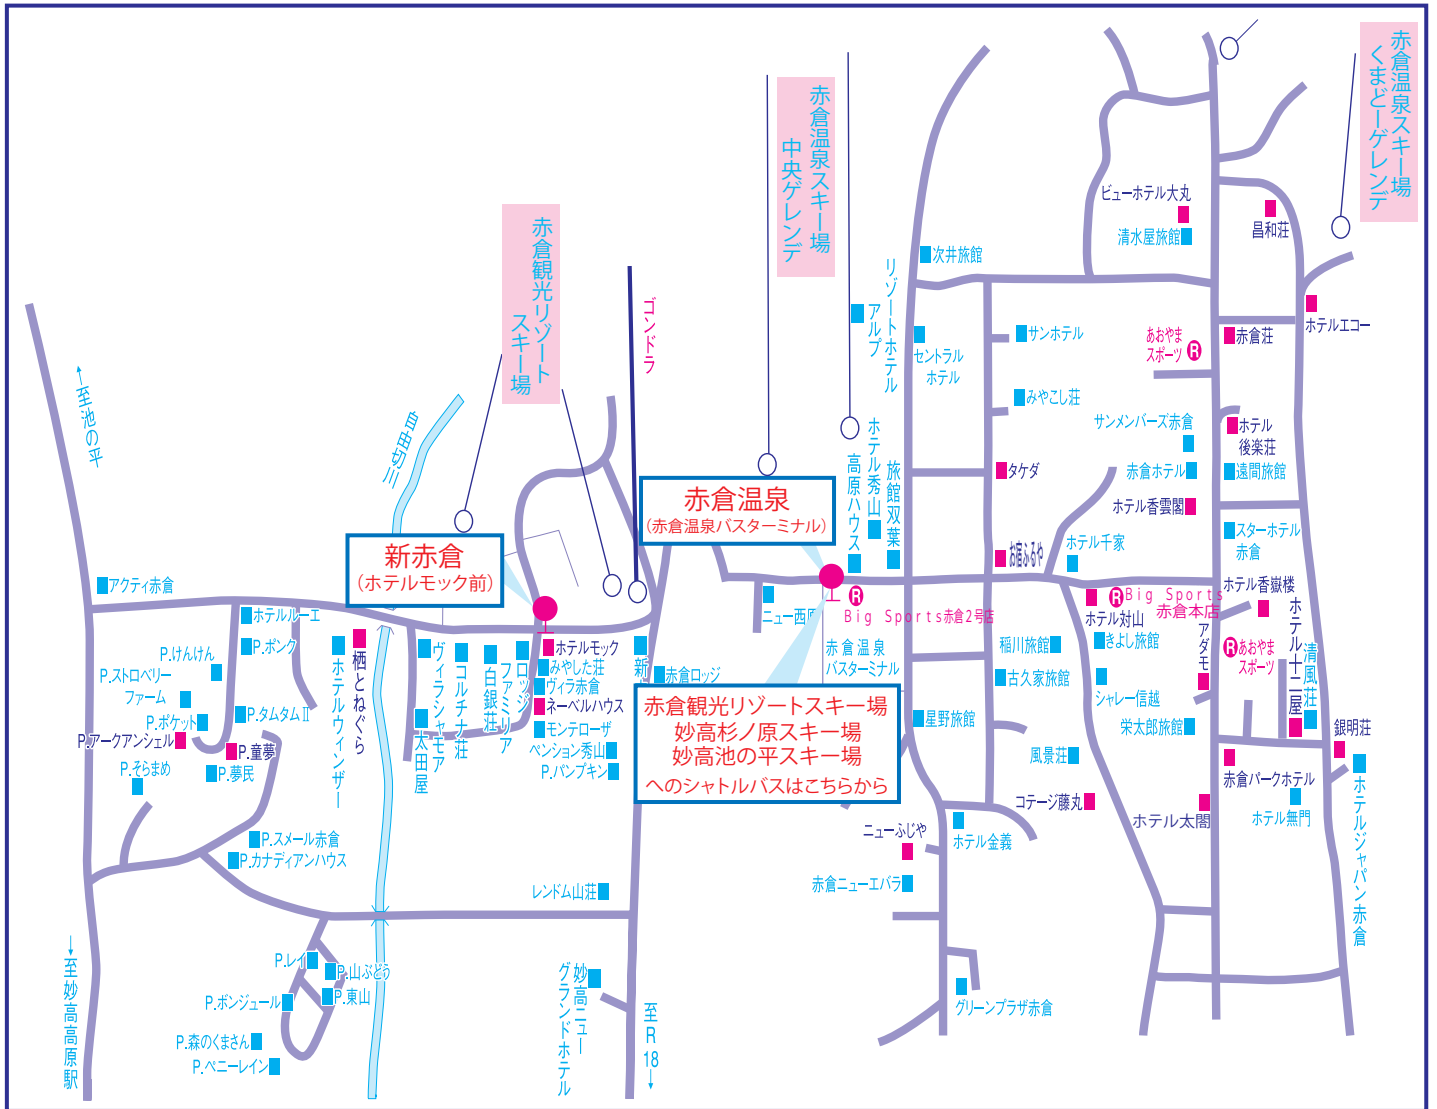 赤倉温泉スキー場
くまどーゲレンデ
赤倉温泉スキー場
中央ゲレンデ
赤倉観光リゾート
スキー場
ゴンドラ
←至池の平
白田切川
新赤倉
(ホテルモック前)
赤倉温泉
(赤倉温泉バスターミナル)
赤倉観光リゾートスキー場
妙高杉ノ原スキー場
妙高池の平スキー場
へのシャトルバスはこちらから
ビューホテル大丸
清水屋旅館
昌和荘
次井旅館
リゾートホテル
アルプ
セントラル
ホテル
サンホテル
みやこし荘
あおやま
スポーツ
R
赤倉荘
ホテルエコー
サンメンバーズ赤倉
赤倉ホテル
ホテル
後楽荘
遠間旅館
ホテル香雲閣
スターホテル
赤倉
タケダ
お宿ふるや
ホテル千家
旅館双葉
ホテル秀山
高原ハウス
R
Big Sports赤倉2号店
赤倉温泉
バスターミナル
ホテル対山
R
Big Sports
赤倉本店
ホテル香嶽楼
R
あおやま
スポーツ
ホテル十二屋
清風荘
アダモ
きよし旅館
稲川旅館
古久家旅館
シャレー信越
栄太郎旅館
星野旅館
風景荘
コテージ藤丸
ホテル太閤
赤倉パークホテル
ホテル無門
銀明荘
ホテルジャパン赤倉
ニューふじや
ホテル金義
赤倉ニューエバラ
グリーンプラザ赤倉
アクティ赤倉
ホテルルーエ
P.ポンク
P.けんけん
P.ストロベリー
ファーム
P.ポケット
P.タムタムⅡ
P.アークアンシェル
P.童夢
P.そらまめ
P.夢民
P.スメール赤倉
P.カナディアンハウス
ホテルウィンザー
栖とねぐら
ヴィラシャモア
太田屋
コルチナ荘
白銀荘
ロッジ
ファミリア
ホテルモック
みやした荘
ヴィラ赤倉
ネーベルハウス
モンテローザ
ペンション秀山
P.パンプキン
赤倉ロッジ
レンドム山荘
P.レイ
P.山ぶどう
P.東山
P.ボンジュール
P.森のくまさん
P.ペニーレイン
妙高ニュー
グランドホテル
至R18→
←至妙高高原駅